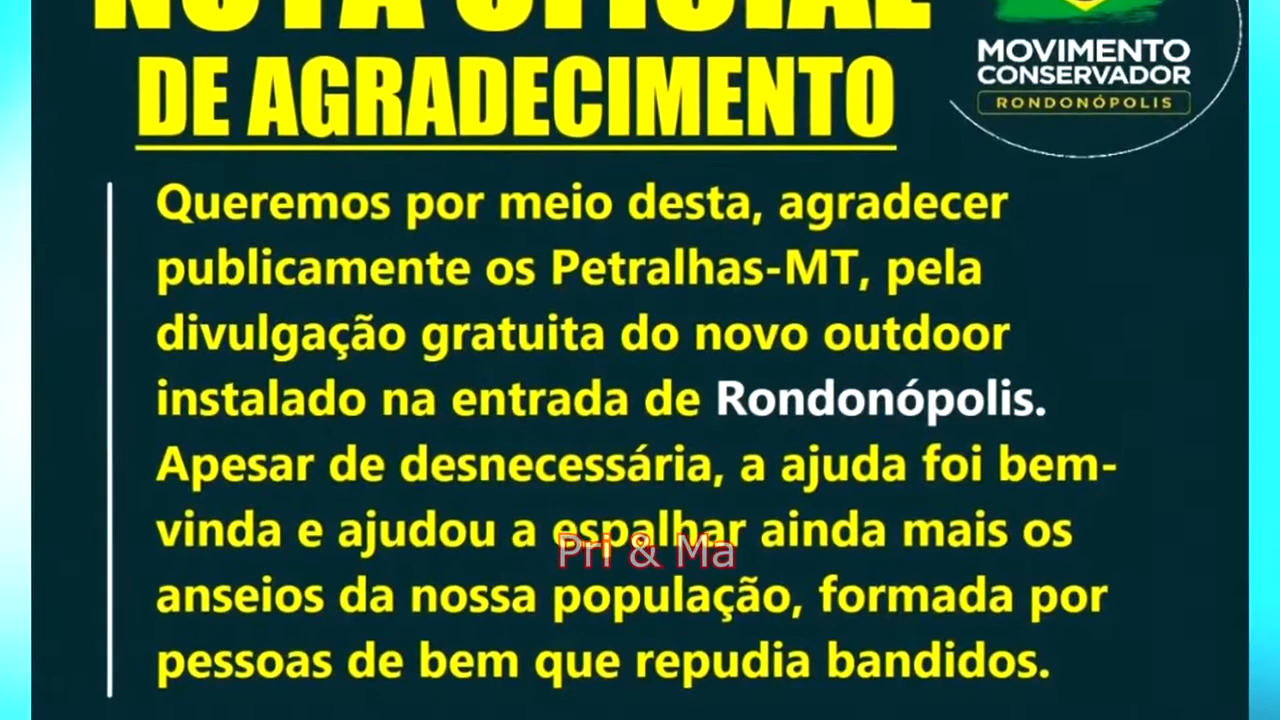 NOTA OFICIAL
DE AGRADECIMENTO
MOVIMENTO
CONSERVADOR
RONDONÓPOLIS
Queremos por meio desta, agradecer
publicamente os Petralhas-MT, pela
divulgação gratuita do novo outdoor
instalado na entrada de Rondonópolis.
Apesar de desnecessária, a ajuda foi bem-
vinda e ajudou a espalhar ainda mais os
Pri & Ma
anseios da nossa população, formada por
pessoas de bem que repudia bandidos.